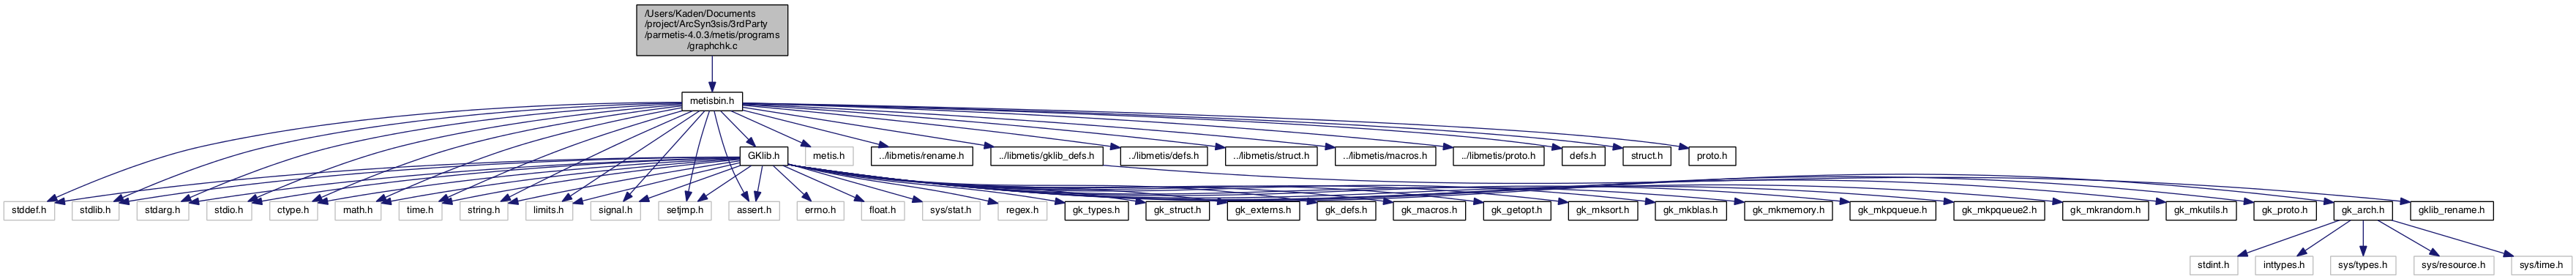 /Users/Kaden/Documents
/project/ArcSyn3sis/3rdParty
/parmetis-4.0.3/metis/programs
/graphchk.c
metisbin.h
GKlib.h
metis.h
../libmetis/rename.h
../libmetis/gklib_defs.h
../libmetis/defs.h
../libmetis/struct.h
../libmetis/macros.h
../libmetis/proto.h
defs.h
struct.h
proto.h
stddef.h
stdlib.h
stdarg.h
stdio.h
ctype.h
math.h
time.h
string.h
limits.h
signal.h
setjmp.h
assert.h
errno.h
float.h
sys/stat.h
regex.h
gk_types.h
gk_struct.h
gk_externs.h
gk_defs.h
gk_macros.h
gk_getopt.h
gk_mksort.h
gk_mkblas.h
gk_mkmemory.h
gk_mkpqueue.h
gk_mkpqueue2.h
gk_mkrandom.h
gk_mkutils.h
gk_proto.h
gk_arch.h
gklib_rename.h
stdint.h
inttypes.h
sys/types.h
sys/resource.h
sys/time.h